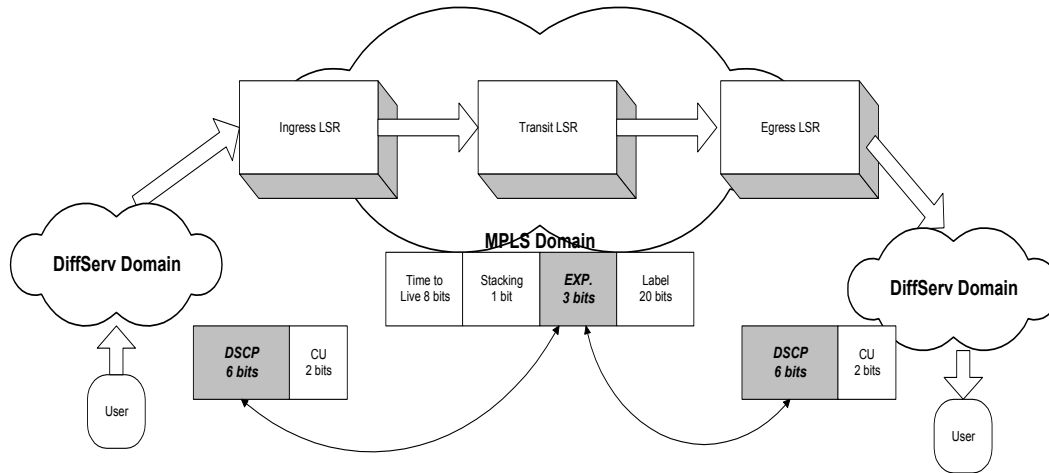 Ingress LSR
Transit LSR
Egress LSR
MPLS Domain
DiffServ Domain
DiffServ Domain
Time to
Live 8 bits
Stacking
1 bit
EXP.
3 bits
Label
20 bits
DSCP
6 bits
CU
2 bits
DSCP
6 bits
CU
2 bits
User
User